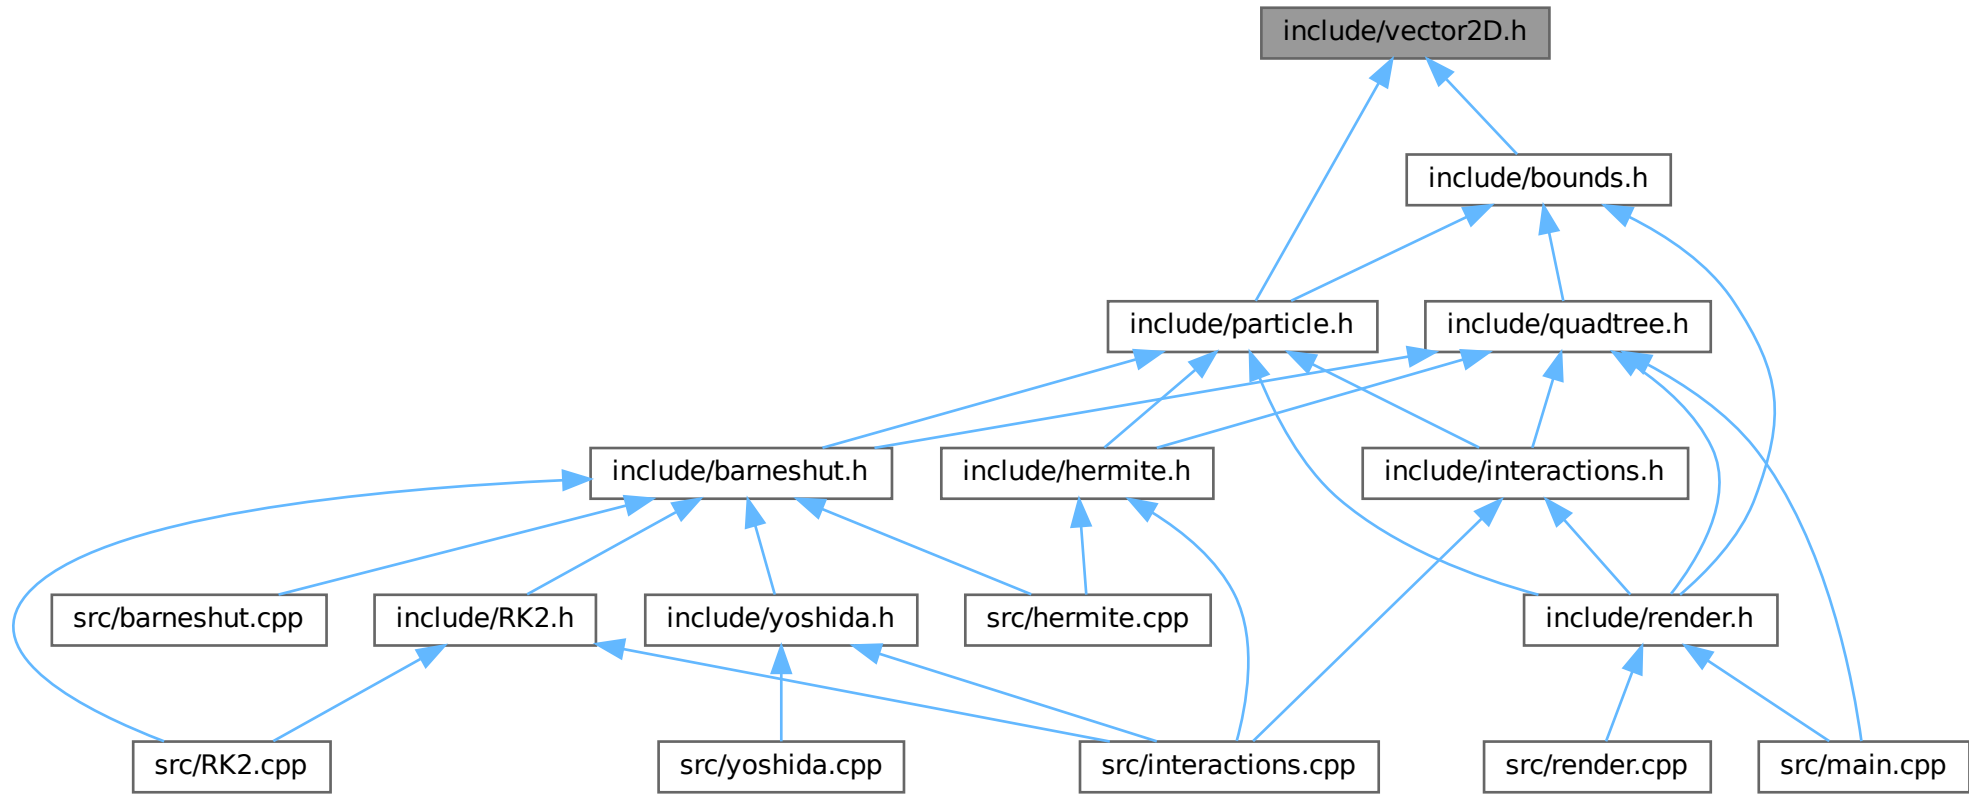 include/vector2D.h
include/bounds.h
include/particle.h
include/quadtree.h
include/barneshut.h
include/hermite.h
include/interactions.h
src/barneshut.cpp
include/RK2.h
include/yoshida.h
src/hermite.cpp
include/render.h
src/RK2.cpp
src/yoshida.cpp
src/interactions.cpp
src/render.cpp
src/main.cpp